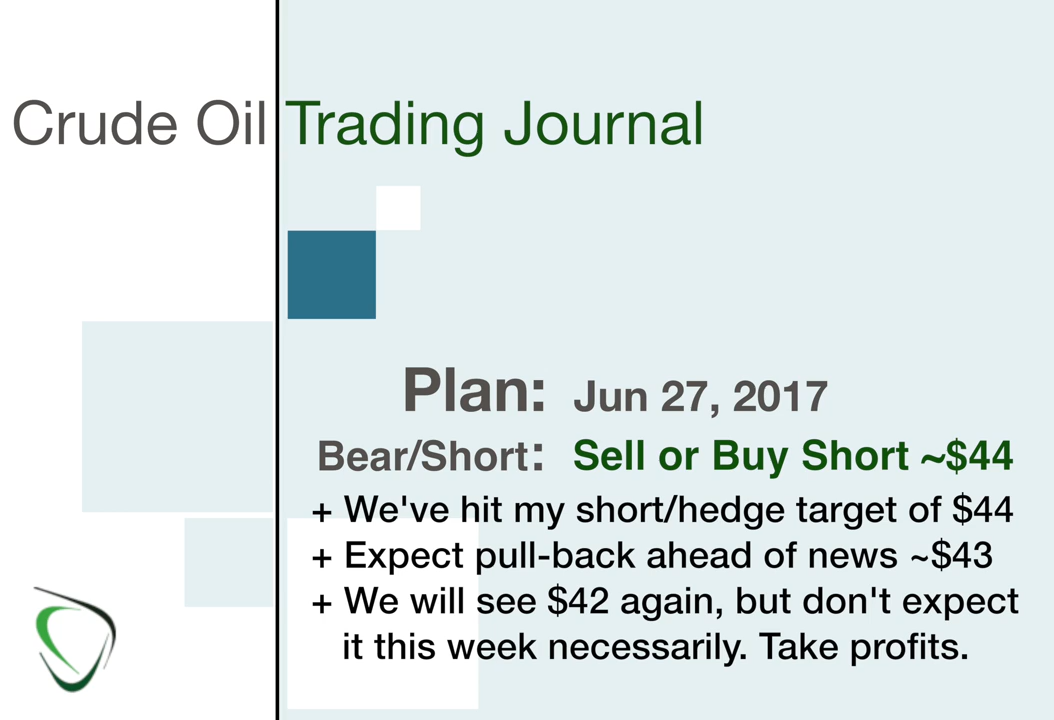 Crude Oil Trading Journal
Plan: Jun 27, 2017
Bear/Short: Sell or Buy Short ~$44
+ We've hit my short/hedge target of $44
+ Expect pull-back ahead of news ~$43
+ We will see $42 again, but don't expect
it this week necessarily. Take profits.